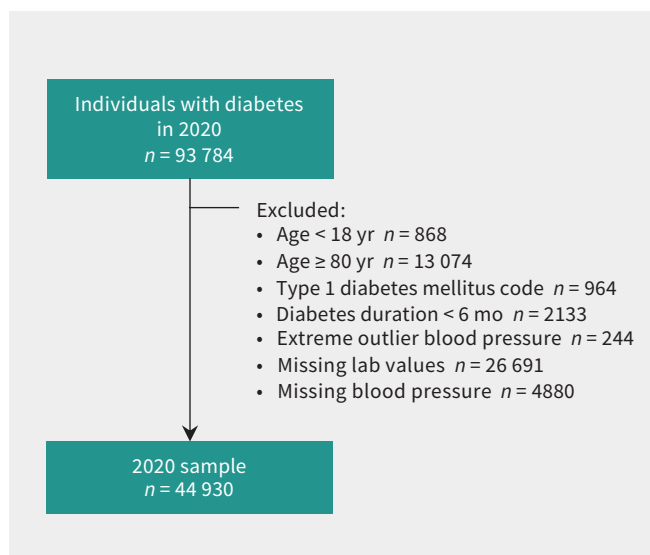 Individuals with diabetes
in 2020
n = 93 784
Excluded:
• Age < 18 yr n = 868
• Age ≥ 80 yr n = 13 074
• Type 1 diabetes mellitus code n = 964
• Diabetes duration < 6 mo n = 2133
• Extreme outlier blood pressure n = 244
• Missing lab values n = 26 691
• Missing blood pressure n = 4880
2020 sample
n = 44 930